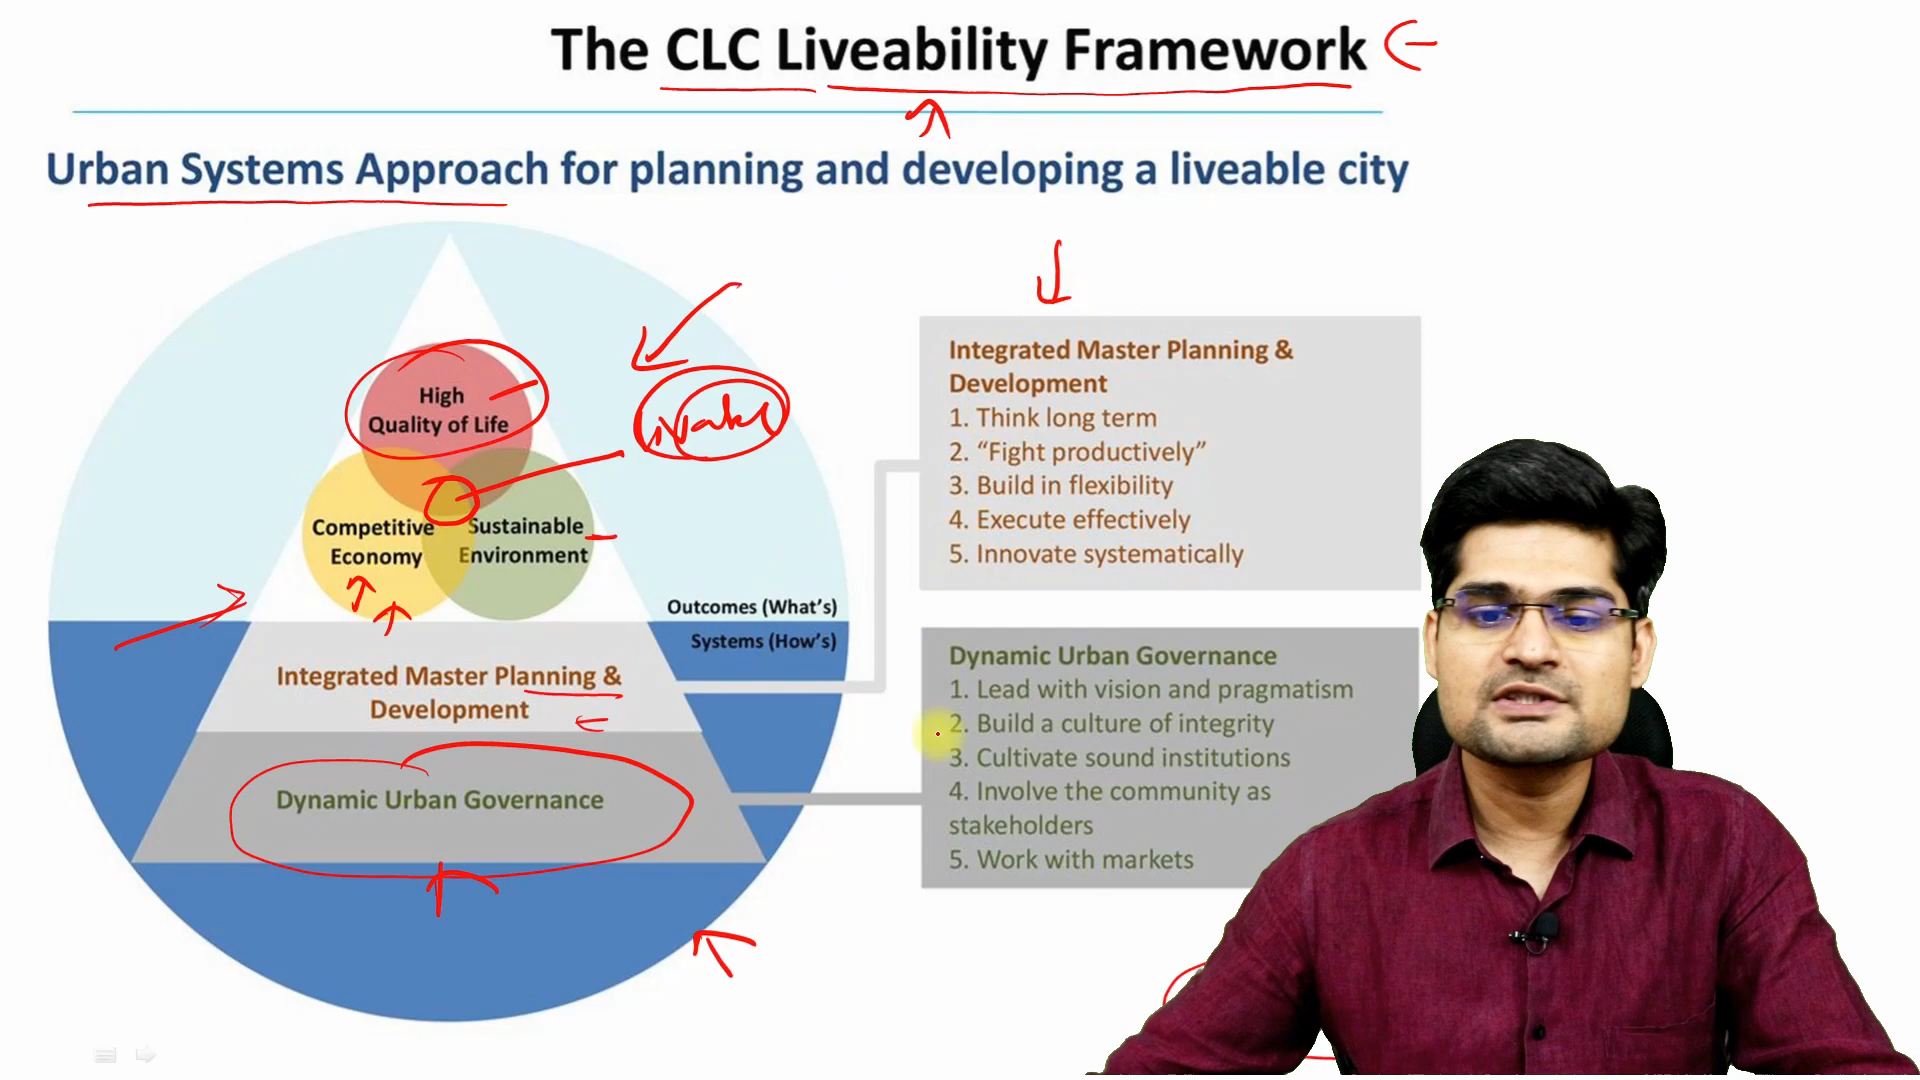 The CLC Liveability Framework
Urban Systems Approach for planning and developing a liveable city
High
Quality of Life
Competitive
Economy
Sustainable
Environment
Outcomes (What's)
Systems (How's)
Integrated Master Planning &
Development
Dynamic Urban Governance
Integrated Master Planning &
Development
1. Think long term
2. “Fight productively”
3. Build in flexibility
4. Execute effectively
5. Innovate systematically
Dynamic Urban Governance
1. Lead with vision and pragmatism
2. Build a culture of integrity
3. Cultivate sound institutions
4. Involve the community as
stakeholders
5. Work with markets